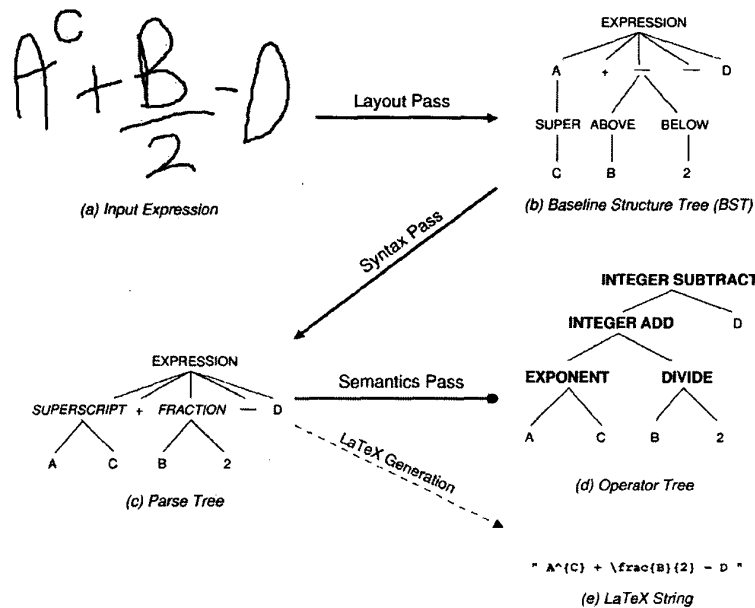 A^C + B/2 - D
(a) Input Expression
Layout Pass
EXPRESSION
A + — — D
SUPER ABOVE BELOW
C B 2
(b) Baseline Structure Tree (BST)
Syntax Pass
EXPRESSION
SUPERSCRIPT + FRACTION — D
A C B 2
(c) Parse Tree
Semantics Pass
INTEGER SUBTRACT
INTEGER ADD D
EXPONENT DIVIDE
A C B 2
(d) Operator Tree
LaTeX Generation
" A^{C} + \frac{B}{2} - D "
(e) LaTeX String